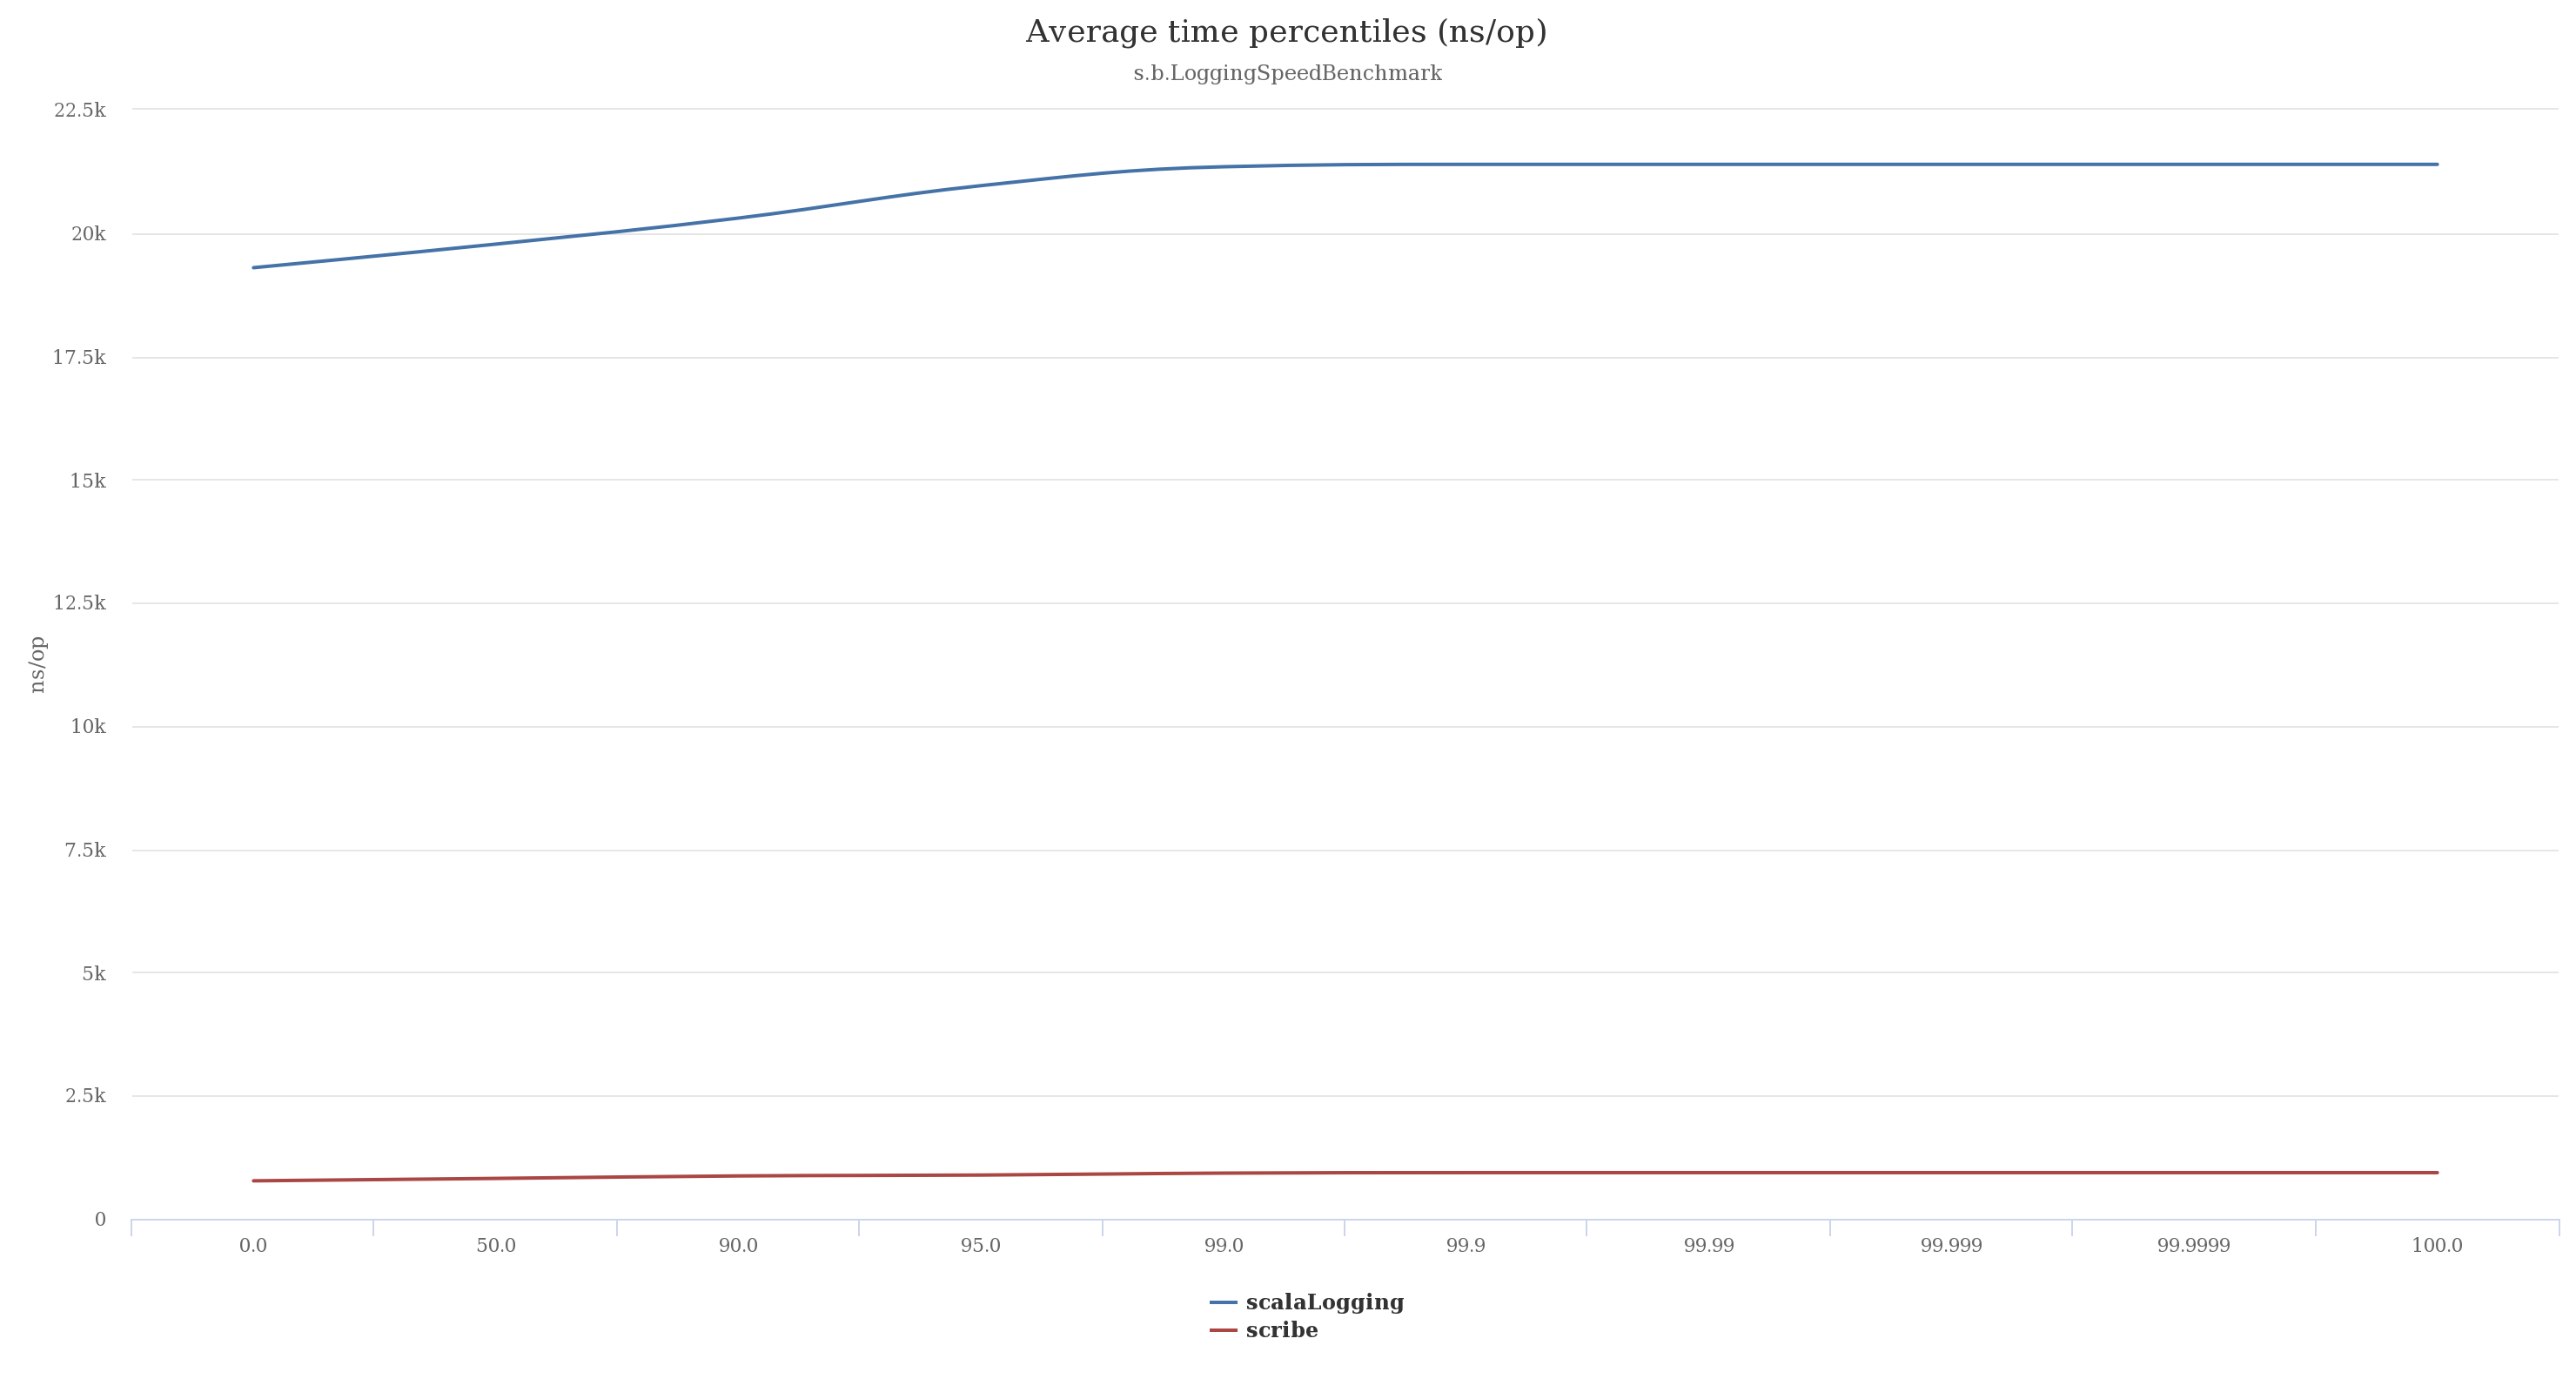 Average time percentiles (ns/op)
s.b.LoggingSpeedBenchmark
22.5k
20k
17.5k
15k
12.5k
10k
7.5k
5k
2.5k
0
ns/op
0.0 50.0 90.0 95.0 99.0 99.9 99.99 99.999 99.9999 100.0
scalaLogging
scribe